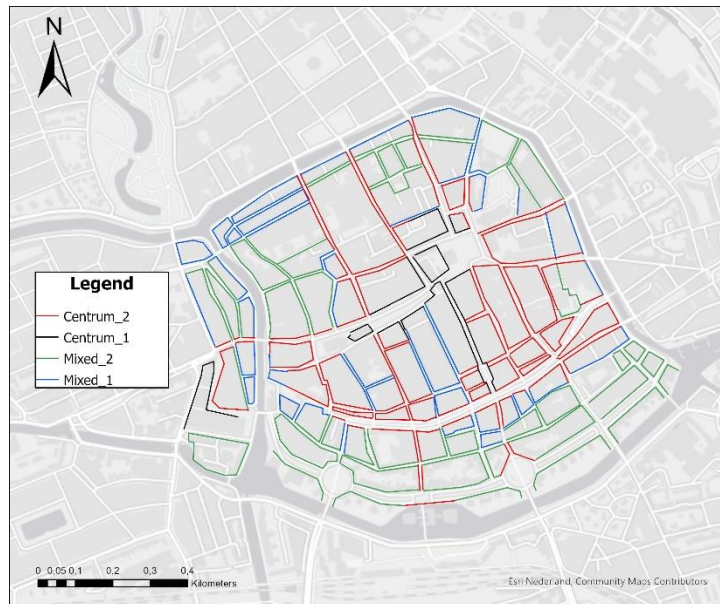 N
Legend
Centrum_2
Centrum_1
Mixed_2
Mixed_1
0 0,05 0,1 0,2 0,3 0,4
Kilometers
Esri Nederland, Community Maps Contributors